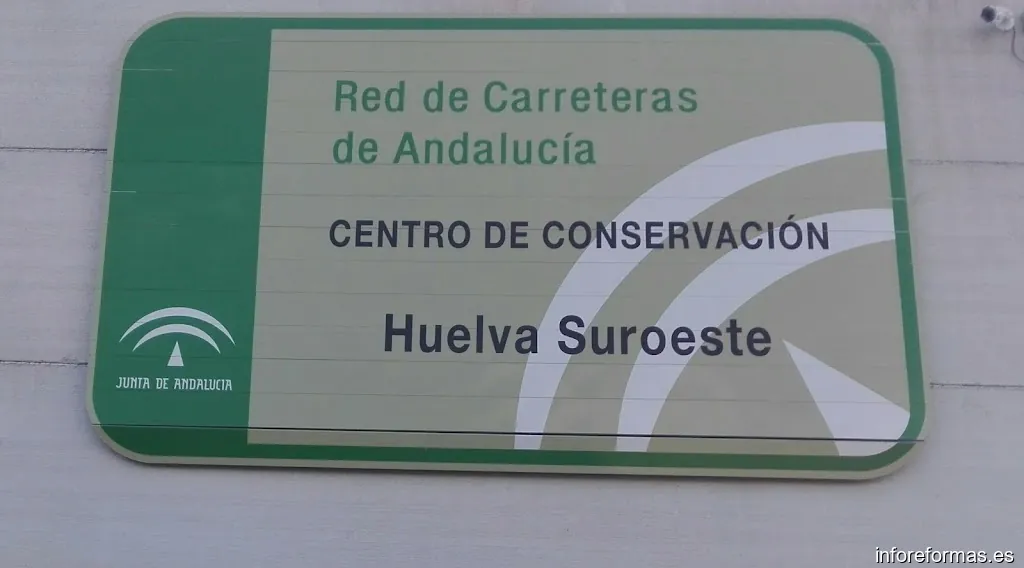 Red de Carreteras
de Andalucía
CENTRO DE CONSERVACIÓN
Huelva Suroeste
JUNTA DE ANDALUCIA
inforeformas.es